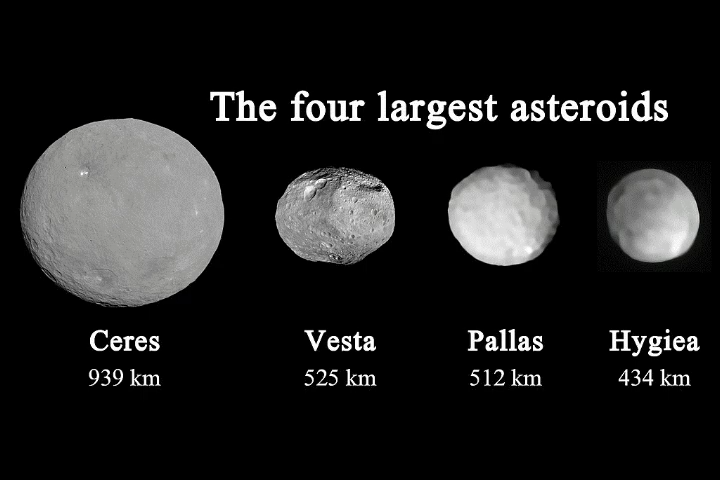 The four largest asteroids
Ceres Vesta Pallas Hygiea
939 km 525 km 512 km 434 km